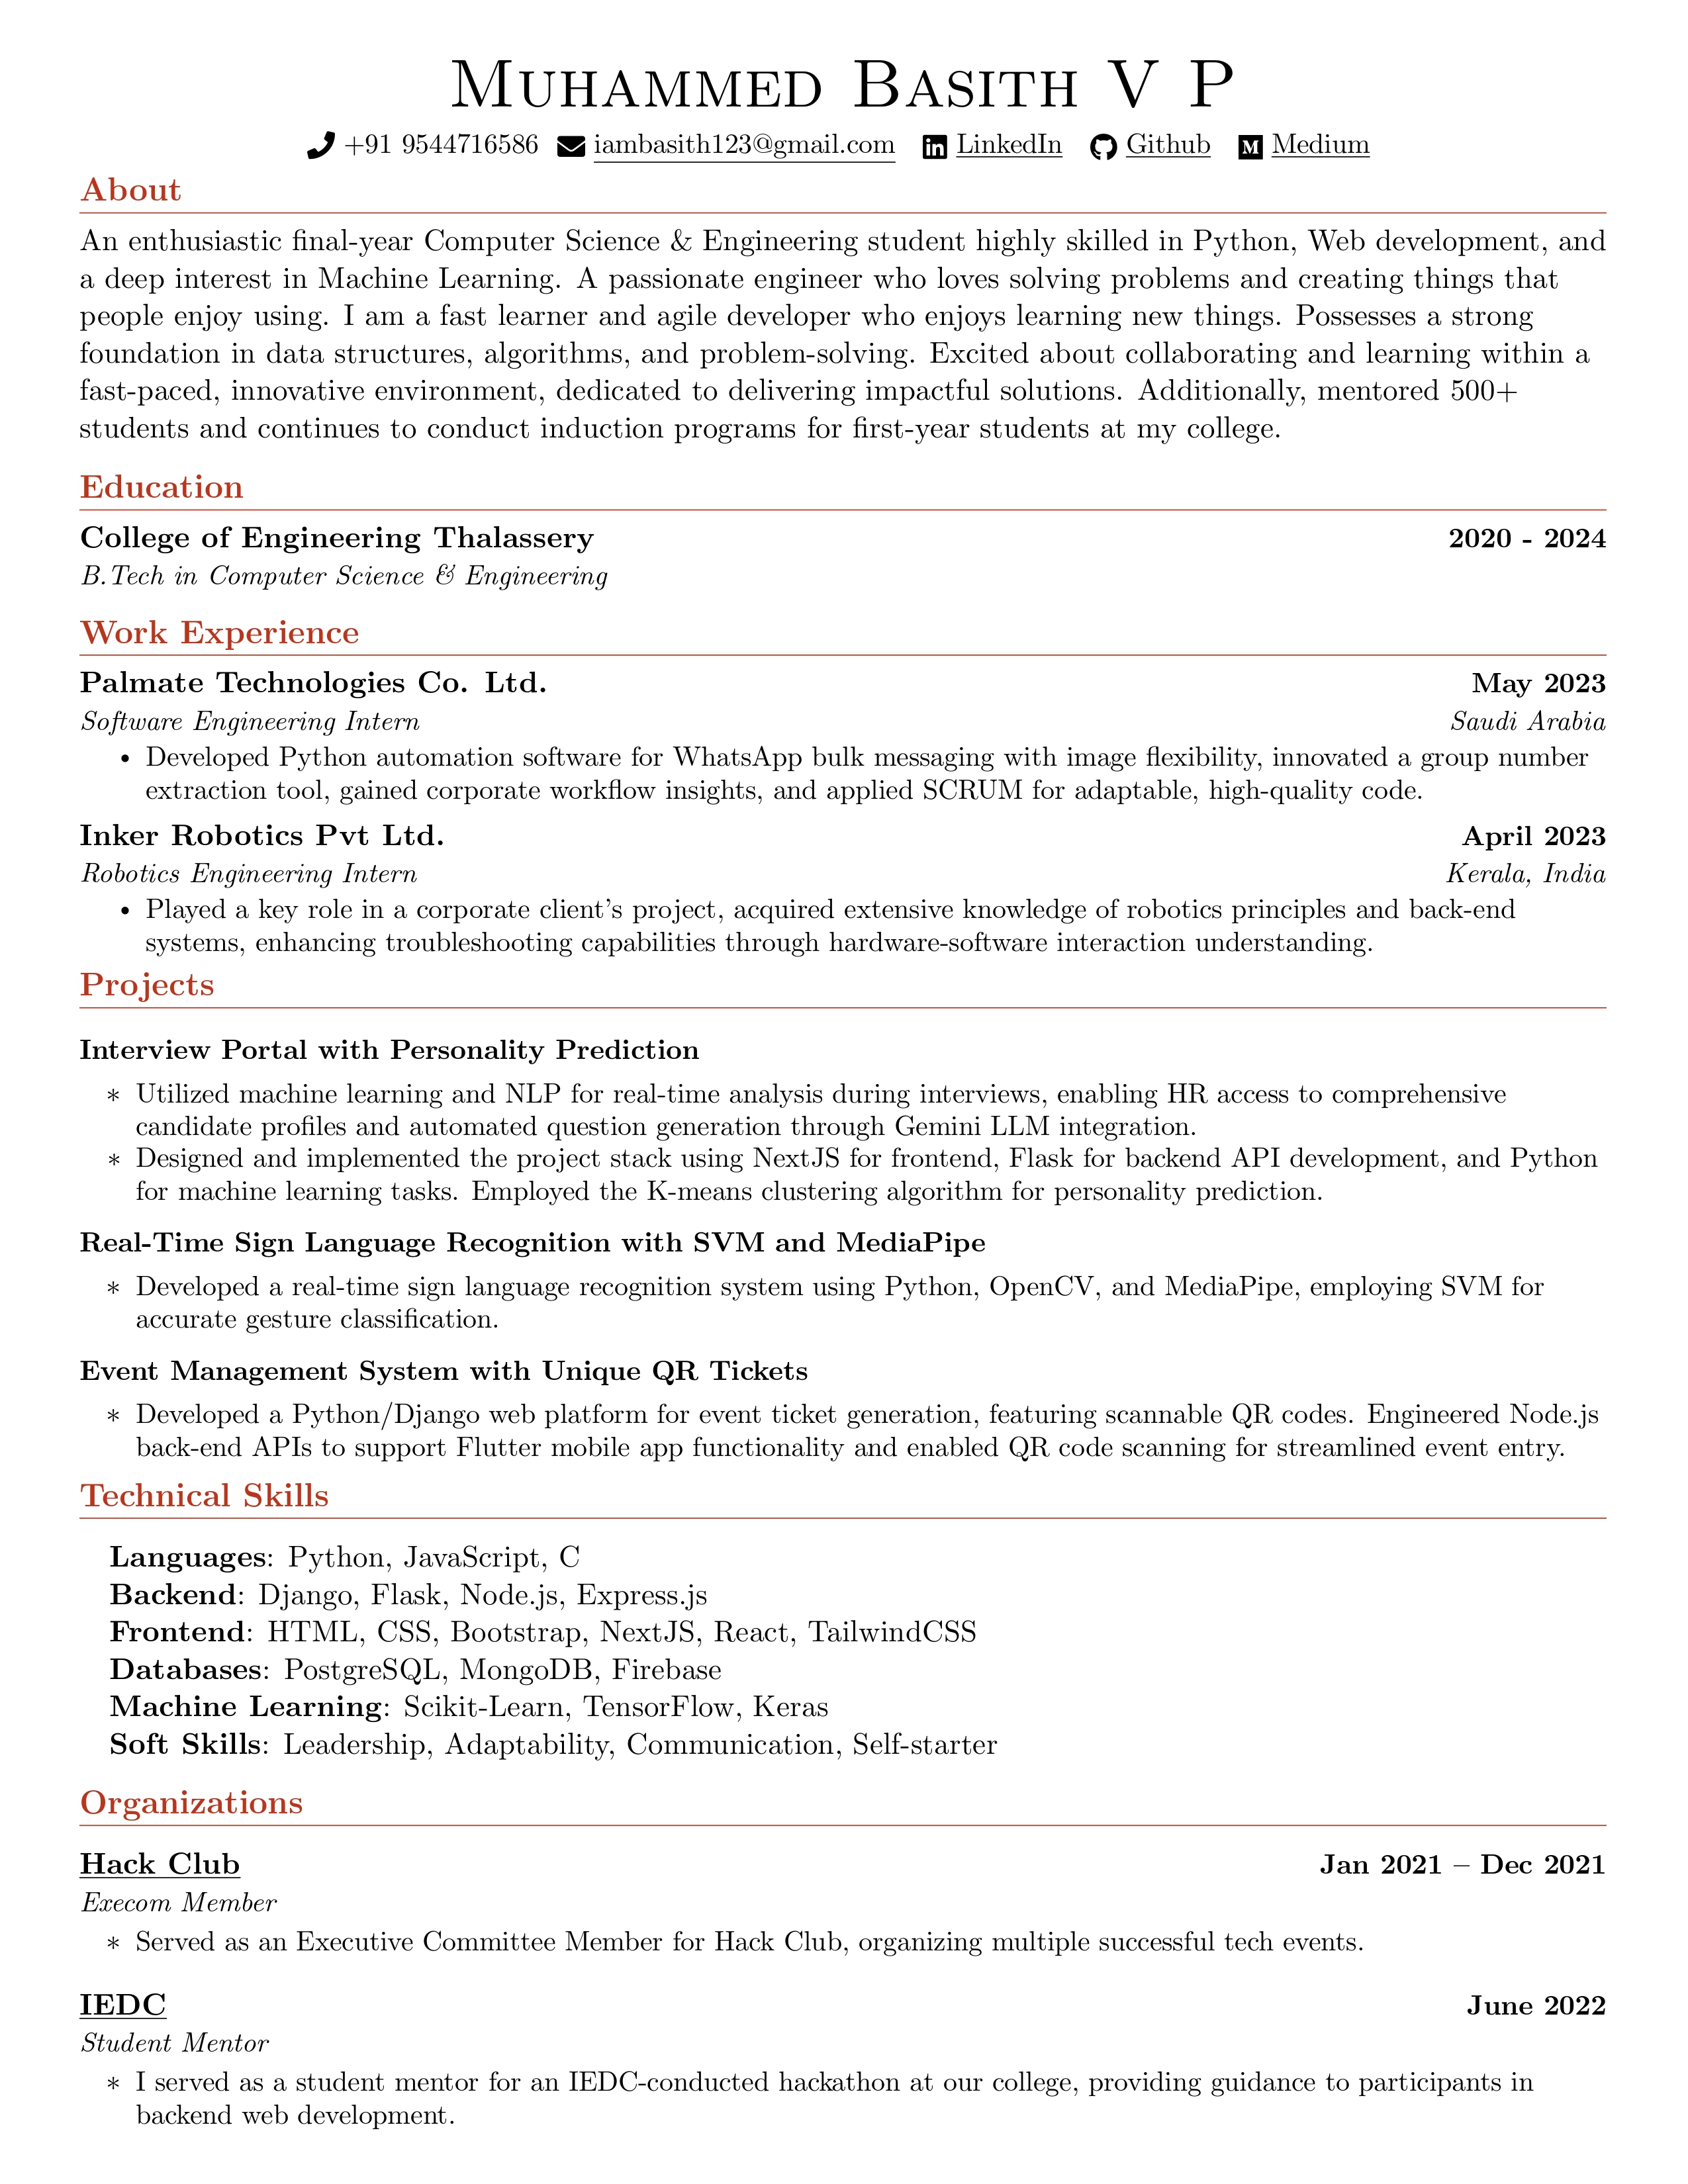 Muhammed Basith V P
+91 9544716586 iambasith123@gmail.com LinkedIn Github Medium
About
An enthusiastic final-year Computer Science & Engineering student highly skilled in Python, Web development, and
a deep interest in Machine Learning. A passionate engineer who loves solving problems and creating things that
people enjoy using. I am a fast learner and agile developer who enjoys learning new things. Possesses a strong
foundation in data structures, algorithms, and problem-solving. Excited about collaborating and learning within a
fast-paced, innovative environment, dedicated to delivering impactful solutions. Additionally, mentored 500+
students and continues to conduct induction programs for first-year students at my college.
Education
College of Engineering Thalassery 2020 - 2024
B.Tech in Computer Science & Engineering
Work Experience
Palmate Technologies Co. Ltd. May 2023
Software Engineering Intern Saudi Arabia
• Developed Python automation software for WhatsApp bulk messaging with image flexibility, innovated a group number
extraction tool, gained corporate workflow insights, and applied SCRUM for adaptable, high-quality code.
Inker Robotics Pvt Ltd. April 2023
Robotics Engineering Intern Kerala, India
• Played a key role in a corporate client's project, acquired extensive knowledge of robotics principles and back-end
systems, enhancing troubleshooting capabilities through hardware-software interaction understanding.
Projects
Interview Portal with Personality Prediction
* Utilized machine learning and NLP for real-time analysis during interviews, enabling HR access to comprehensive
candidate profiles and automated question generation through Gemini LLM integration.
* Designed and implemented the project stack using NextJS for frontend, Flask for backend API development, and Python
for machine learning tasks. Employed the K-means clustering algorithm for personality prediction.
Real-Time Sign Language Recognition with SVM and MediaPipe
* Developed a real-time sign language recognition system using Python, OpenCV, and MediaPipe, employing SVM for
accurate gesture classification.
Event Management System with Unique QR Tickets
* Developed a Python/Django web platform for event ticket generation, featuring scannable QR codes. Engineered Node.js
back-end APIs to support Flutter mobile app functionality and enabled QR code scanning for streamlined event entry.
Technical Skills
Languages: Python, JavaScript, C
Backend: Django, Flask, Node.js, Express.js
Frontend: HTML, CSS, Bootstrap, NextJS, React, TailwindCSS
Databases: PostgreSQL, MongoDB, Firebase
Machine Learning: Scikit-Learn, TensorFlow, Keras
Soft Skills: Leadership, Adaptability, Communication, Self-starter
Organizations
Hack Club Jan 2021 – Dec 2021
Execom Member
* Served as an Executive Committee Member for Hack Club, organizing multiple successful tech events.
IEDC June 2022
Student Mentor
* I served as a student mentor for an IEDC-conducted hackathon at our college, providing guidance to participants in
backend web development.